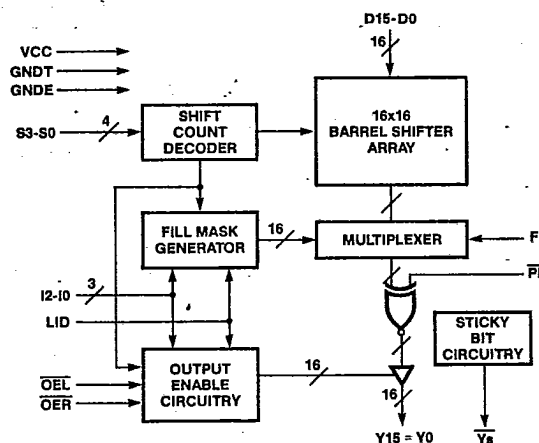 D15-D0
16
VCC
GNDT
GNDE
S3-S0
4
SHIFT
COUNT
DECODER
16x16
BARREL SHIFTER
ARRAY
FILL MASK
GENERATOR
16
MULTIPLEXER
F
I2-I0
3
LID
OEL
OER
OUTPUT
ENABLE
CIRCUITRY
16
16
STICKY
BIT
CIRCUITRY
Y15 = Y0
Ys